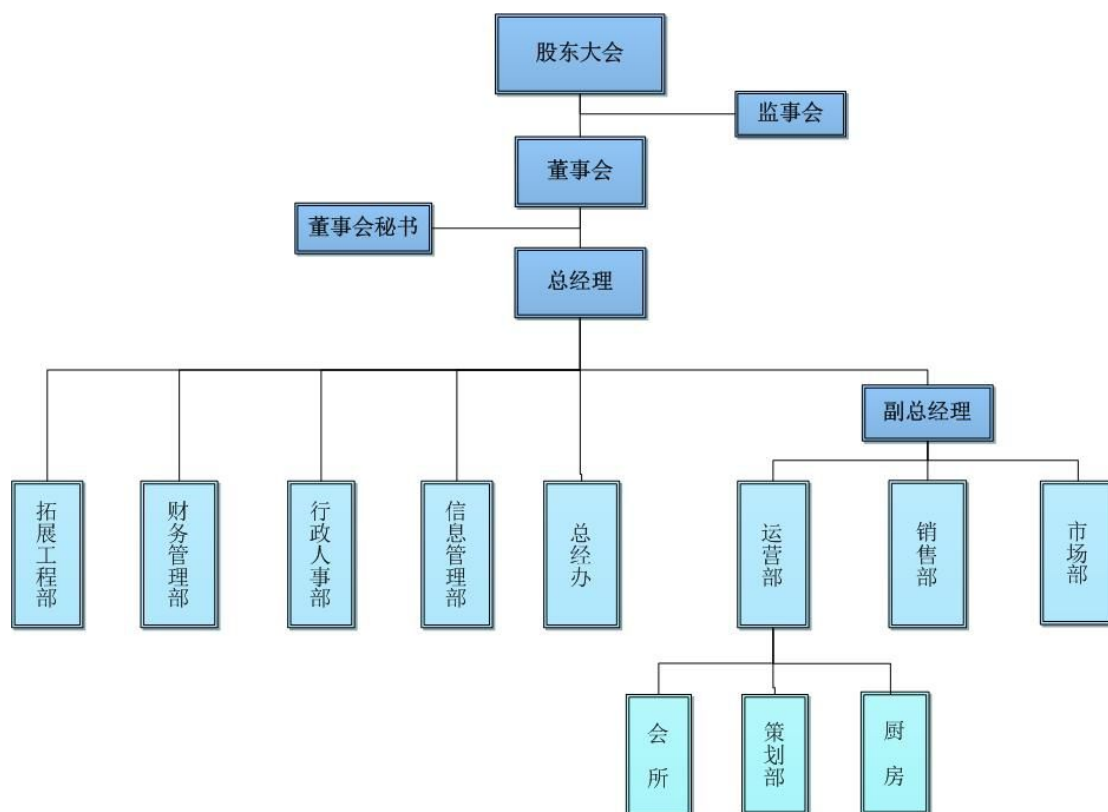 股东大会
监事会
董事会
董事会秘书
总经理
副总经理
拓展工程部
财务管理部
行政人事部
信息管理部
总经办
运营部
销售部
市场部
会所
策划部
厨房